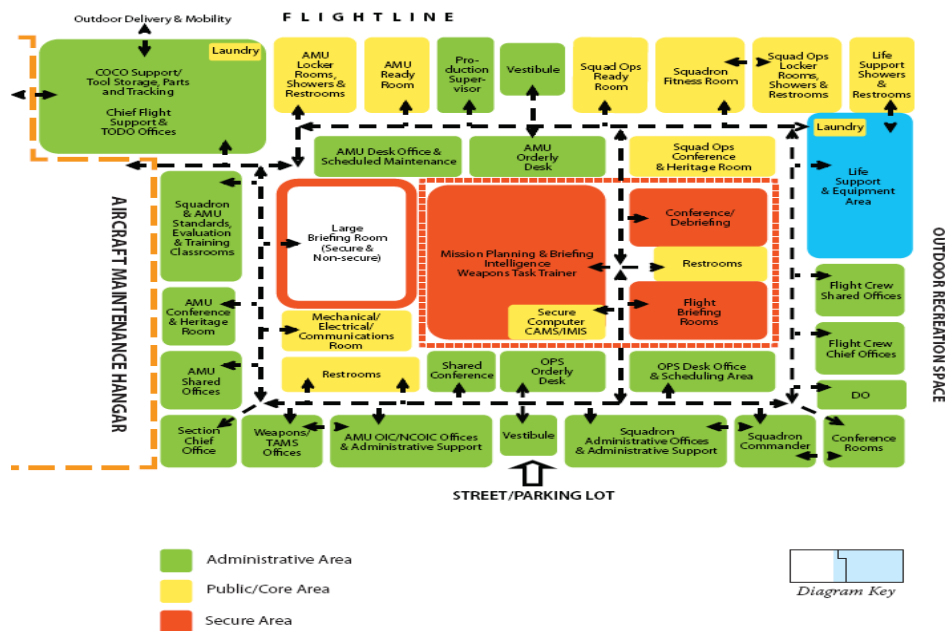 Outdoor Delivery & Mobility
FLIGHTLINE
Laundry
COCO Support/
Tool Storage, Parts
and Tracking
Chief Flight
Support &
TODO Offices
AMU
Locker
Rooms,
Showers &
Restrooms
AMU
Ready
Room
Pro-
duction
Super-
visor
Vestibule
Squad Ops
Ready
Room
Squadron
Fitness Room
Squad Ops
Locker
Rooms,
Showers &
Restrooms
Life
Support
Showers
&
Restrooms
AMU Desk Office &
Scheduled Maintenance
AMU
Orderly
Desk
Squad Ops
Conference
& Heritage Room
Laundry
Life
Support
& Equipment
Area
AIRCRAFT MAINTENANCE HANGAR
Squadron
& AMU
Standards,
Evaluation
& Training
Classrooms
Large
Briefing Room
(Secure &
Non-secure)
Mission Planning & Briefing
Intelligence
Weapons Task Trainer
Conference/
Debriefing
Restrooms
Flight
Briefing
Rooms
Secure
Computer
CAMS/IMIS
OUTDOOR RECREATION SPACE
Flight Crew
Shared Offices
AMU
Conference
& Heritage
Room
Mechanical/
Electrical/
Communications
Room
Flight Crew
Chief Offices
AMU
Shared
Offices
Restrooms
Shared
Conference
OPS
Orderly
Desk
OPS Desk Office
& Scheduling Area
DO
Section
Chief
Office
Weapons/
TAMS
Offices
AMU OIC/NCOIC Offices
& Administrative Support
Vestibule
Squadron
Administrative Offices
& Administrative Support
Squadron
Commander
Conference
Rooms
STREET/PARKING LOT
Administrative Area
Public/Core Area
Secure Area
Diagram Key